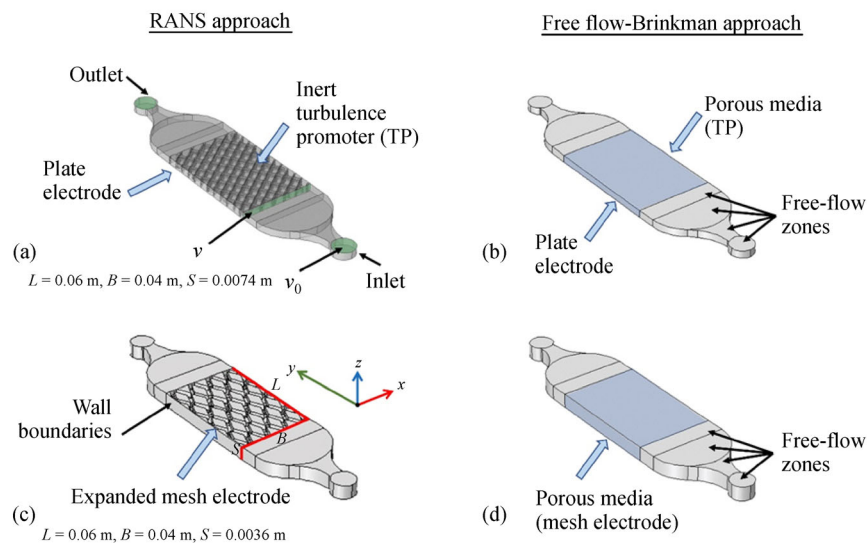 RANS approach
Free flow-Brinkman approach
Outlet
Inert
turbulence
promoter (TP)
Plate
electrode
v
v0
Inlet
(a)
L = 0.06 m, B = 0.04 m, S = 0.0074 m
Porous media
(TP)
Free-flow
zones
Plate
electrode
(b)
y
z
x
L
B
S
Wall
boundaries
Expanded mesh electrode
(c)
L = 0.06 m, B = 0.04 m, S = 0.0036 m
Free-flow
zones
Porous media
(mesh electrode)
(d)